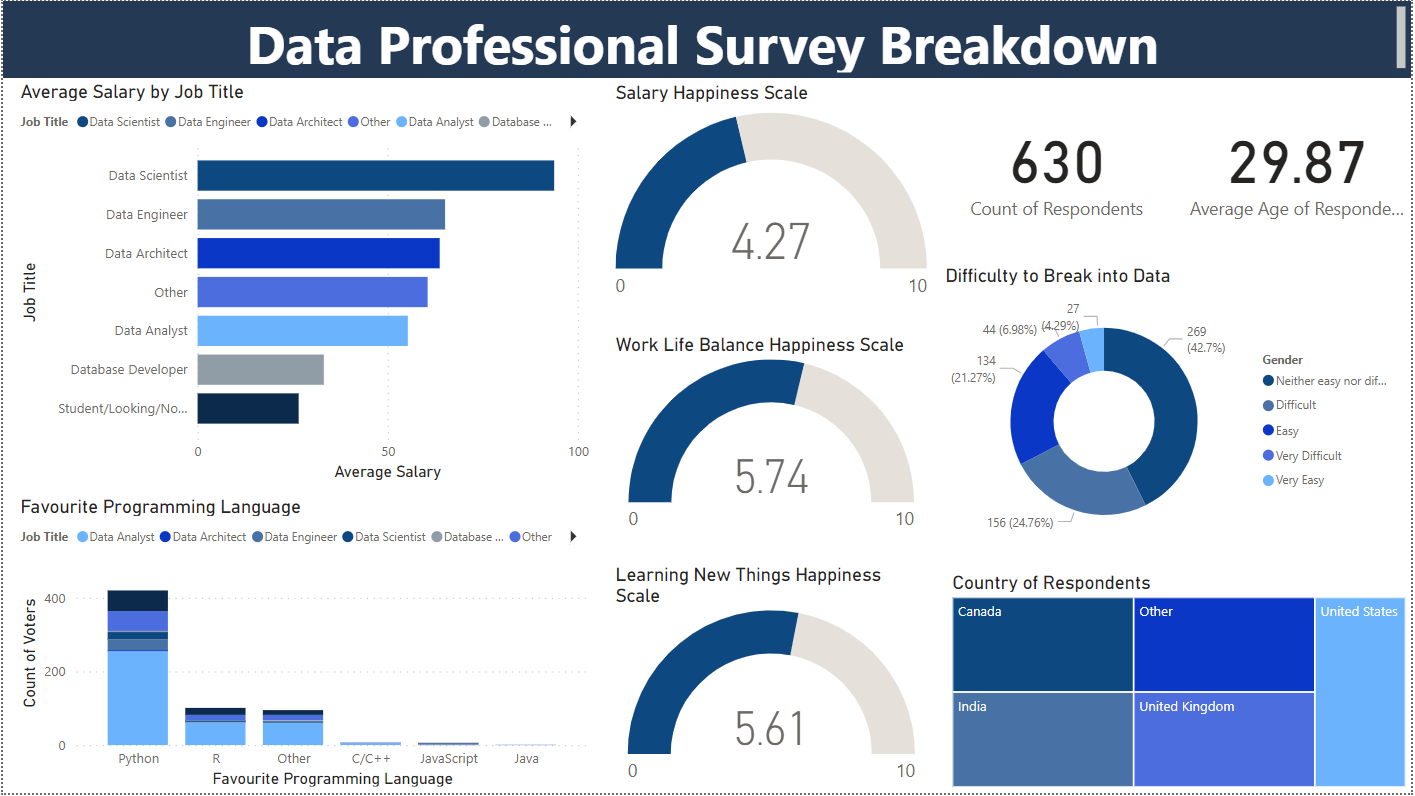 Data Professional Survey Breakdown
Average Salary by Job Title
Job Title Data Scientist Data Engineer Data Architect Other Data Analyst Database ...
Job Title
Data Scientist
Data Engineer
Data Architect
Other
Data Analyst
Database Developer
Student/Looking/No...
0 50 100
Average Salary
Favourite Programming Language
Job Title Data Analyst Data Architect Data Engineer Data Scientist Database ... Other
Count of Voters
400
200
0
Python R Other C/C++ JavaScript Java
Favourite Programming Language
Salary Happiness Scale
4.27
0 10
Work Life Balance Happiness Scale
5.74
0 10
Learning New Things Happiness
Scale
5.61
0 10
630
Count of Respondents
29.87
Average Age of Responde...
Difficulty to Break into Data
27
(4.29%)
44 (6.98%)
134
(21.27%)
156 (24.76%)
269
(42.7%)
Gender
Neither easy nor dif...
Difficult
Easy
Very Difficult
Very Easy
Country of Respondents
Canada
Other
United States
India
United Kingdom